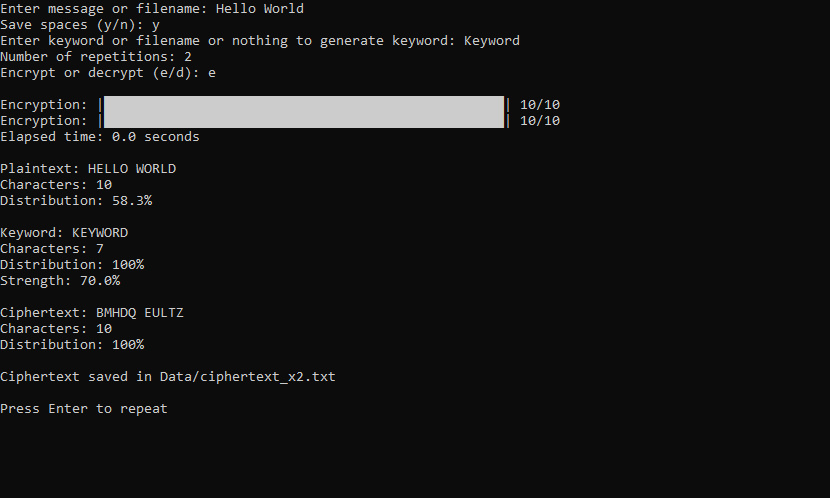 Enter message or filename: Hello World
Save spaces (y/n): y
Enter keyword or filename or nothing to generate keyword: Keyword
Number of repetitions: 2
Encrypt or decrypt (e/d): e
Encryption: | | 10/10
Encryption: | | 10/10
Elapsed time: 0.0 seconds
Plaintext: HELLO WORLD
Characters: 10
Distribution: 58.3%
Keyword: KEYWORD
Characters: 7
Distribution: 100%
Strength: 70.0%
Ciphertext: BMHDQ EULTZ
Characters: 10
Distribution: 100%
Ciphertext saved in Data/ciphertext_x2.txt
Press Enter to repeat